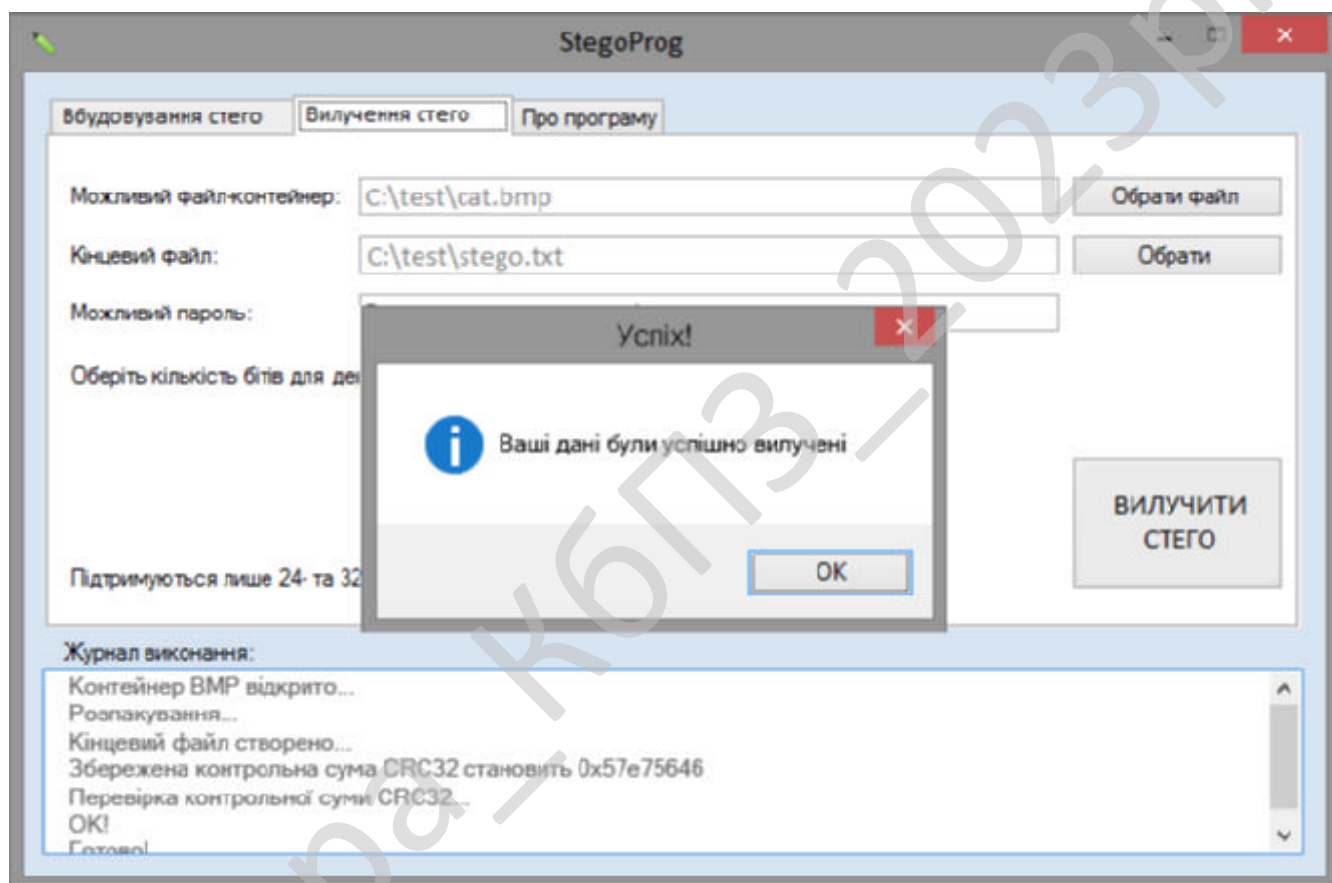 StegoProg
Вбудовування стего Вилучення стего Про програму
Можливий файл-контейнер: C:\test\cat.bmp Обрати файл
Кінцевий файл: C:\test\stego.txt Обрати
Можливий пароль:
Успіх!
Оберіть кількість бітів для
Ваші дані були успішно вилучені
ВИЛУЧИТИ
СТЕГО
OK
Підтримуються лише 24- та 32
Журнал виконання:
Контейнер BMP відкрито...
Розпакування...
Кінцевий файл створено...
Збережена контрольна сума CRC32 становить 0x57e75646
Перевірка контрольної суми CRC32...
OK!
Готово!
ра_КбПЗ_2023р